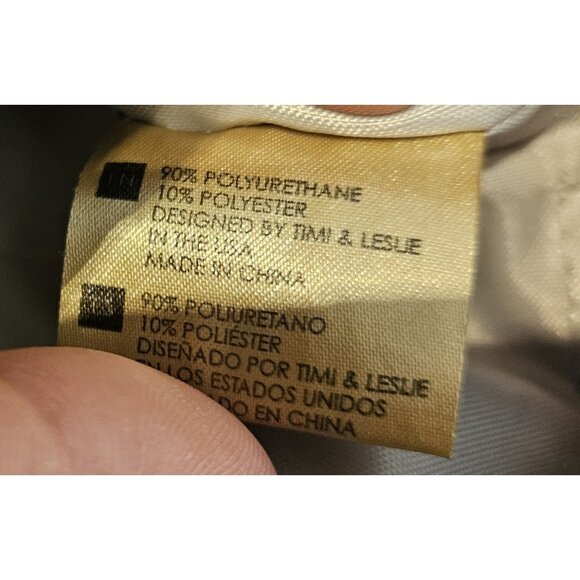 EN
90% POLYURETHANE
10% POLYESTER
DESIGNED BY TIMI & LESLIE
IN THE USA
MADE IN CHINA
90% POLIURETANO
10% POLIÉSTER
DISEÑADO POR TIMI & LESLIE
LOS ESTADOS UNIDOS
EN CHINA